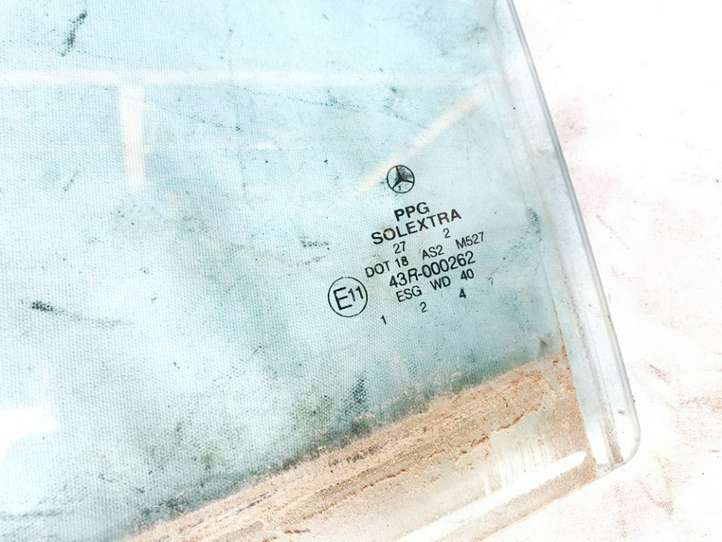 PPG
SOLEXTRA
27 2
DOT 18 AS2 M527
E11 43R-000262
ESG WD 40
1 2 4